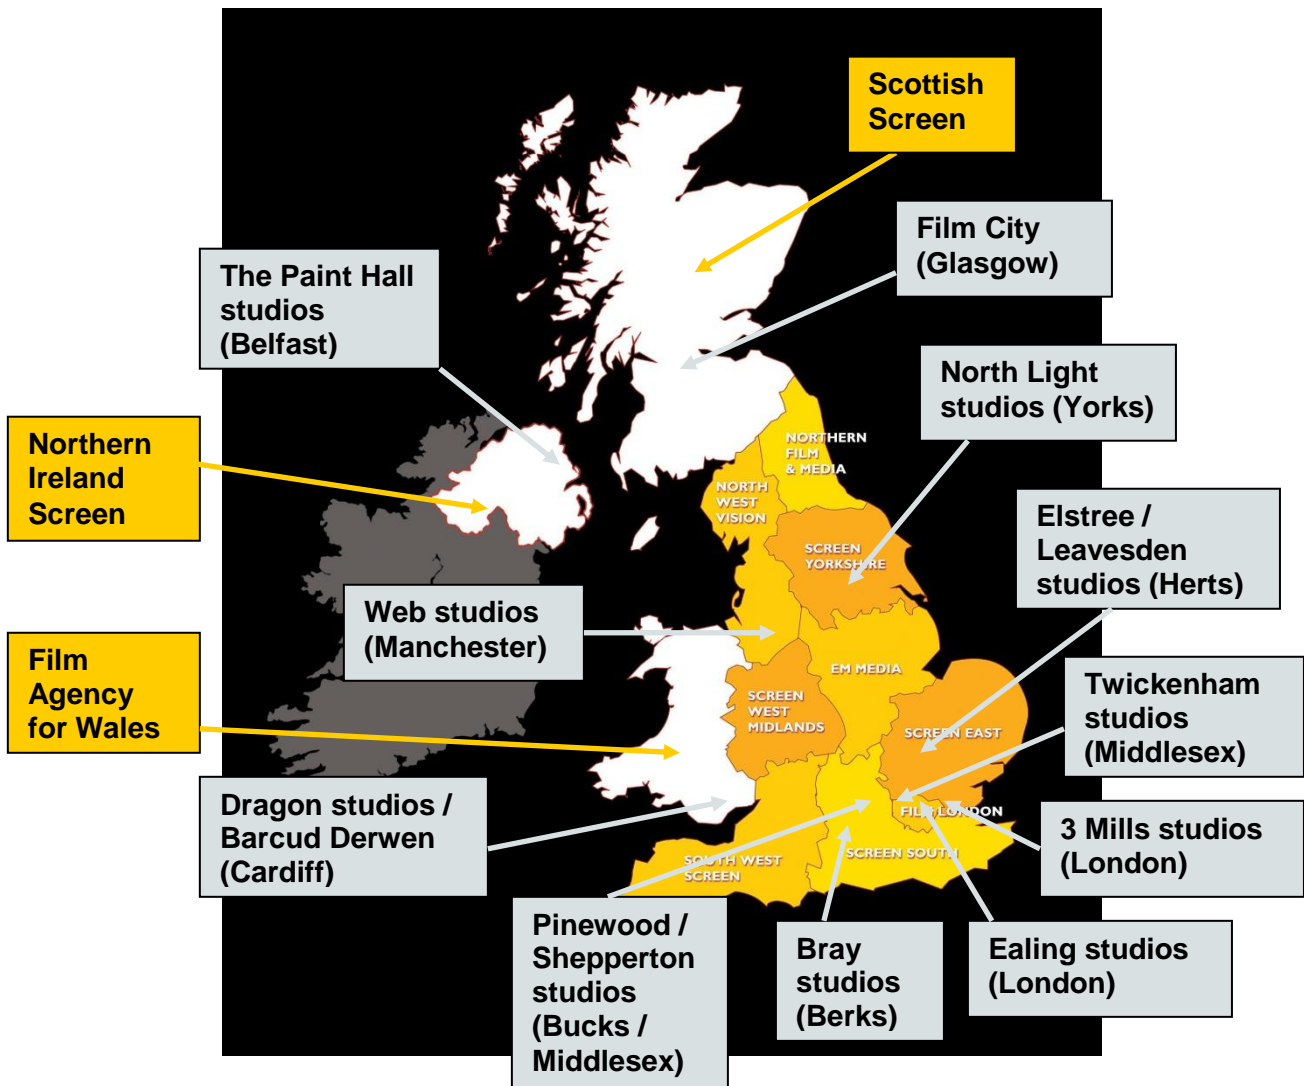 Scottish
Screen
Film City
(Glasgow)
The Paint Hall
studios
(Belfast)
North Light
studios (Yorks)
Northern
Ireland
Screen
NORTHERN
FILM
& MEDIA
NORTH
WEST
VISION
Elstree /
Leavesden
studios (Herts)
SCREEN
YORKSHIRE
Web studios
(Manchester)
Film
Agency
for Wales
EM MEDIA
Twickenham
studios
(Middlesex)
SCREEN
WEST
MIDLANDS
SCREEN EAST
Dragon studios /
Barcud Derwen
(Cardiff)
FILM LONDON
3 Mills studios
(London)
SOUTH WEST
SCREEN
SCREEN SOUTH
Pinewood /
Shepperton
studios
(Bucks /
Middlesex)
Bray
studios
(Berks)
Ealing studios
(London)